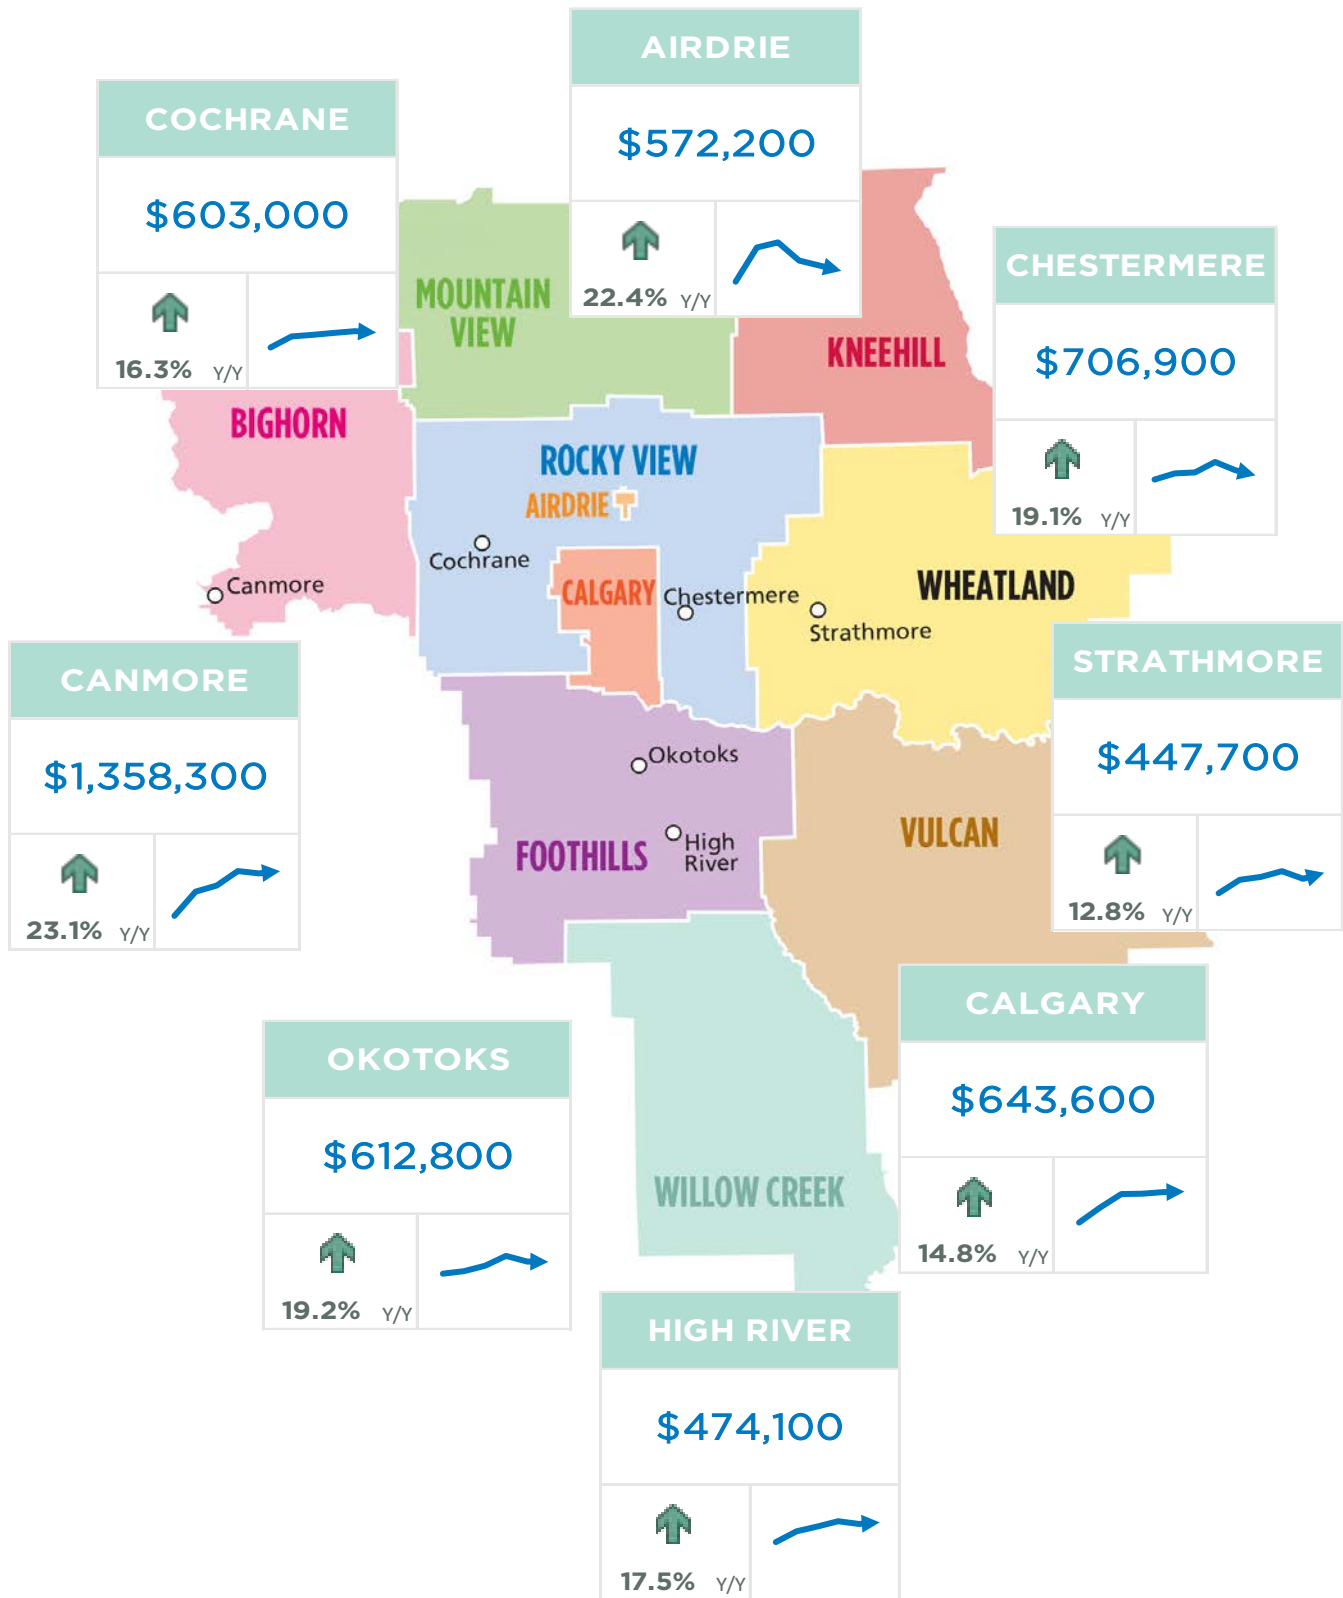 AIRDRIE
$572,200
22.4% Y/Y
COCHRANE
$603,000
16.3% Y/Y
CHESTERMERE
$706,900
19.1% Y/Y
MOUNTAIN
VIEW
KNEEHILL
BIGHORN
ROCKY VIEW
AIRDRIE
Cochrane
Canmore
CALGARY
Chestermere
WHEATLAND
Strathmore
CANMORE
$1,358,300
23.1% Y/Y
STRATHMORE
$447,700
12.8% Y/Y
Okotoks
High
River
FOOTHILLS
VULCAN
CALGARY
$643,600
14.8% Y/Y
OKOTOKS
$612,800
19.2% Y/Y
WILLOW CREEK
HIGH RIVER
$474,100
17.5% Y/Y